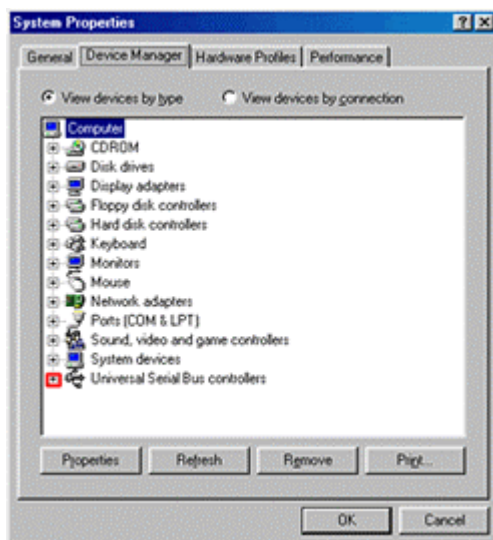 System Properties
General Device Manager Hardware Profiles Performance
View devices by type View devices by connection
Computer
CDROM
Disk drives
Display adapters
Floppy disk controllers
Hard disk controllers
Keyboard
Monitors
Mouse
Network adapters
Ports (COM & LPT)
Sound, video and game controllers
System devices
Universal Serial Bus controllers
Properties Refresh Remove Print...
OK Cancel